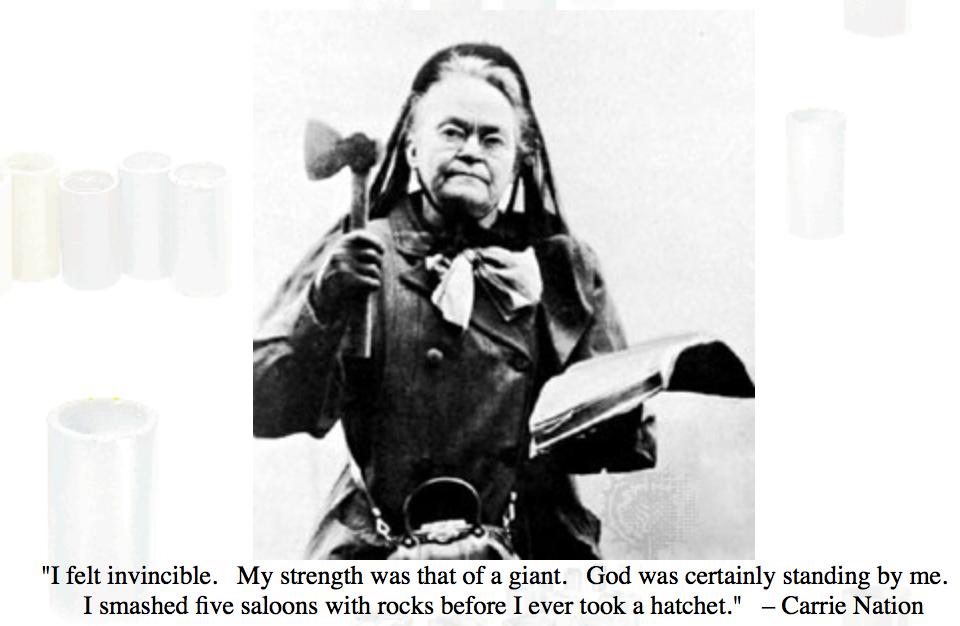 "I felt invincible.   My strength was that of a giant.   God was certainly standing by me.
I smashed five saloons with rocks before I ever took a hatchet."   – Carrie Nation